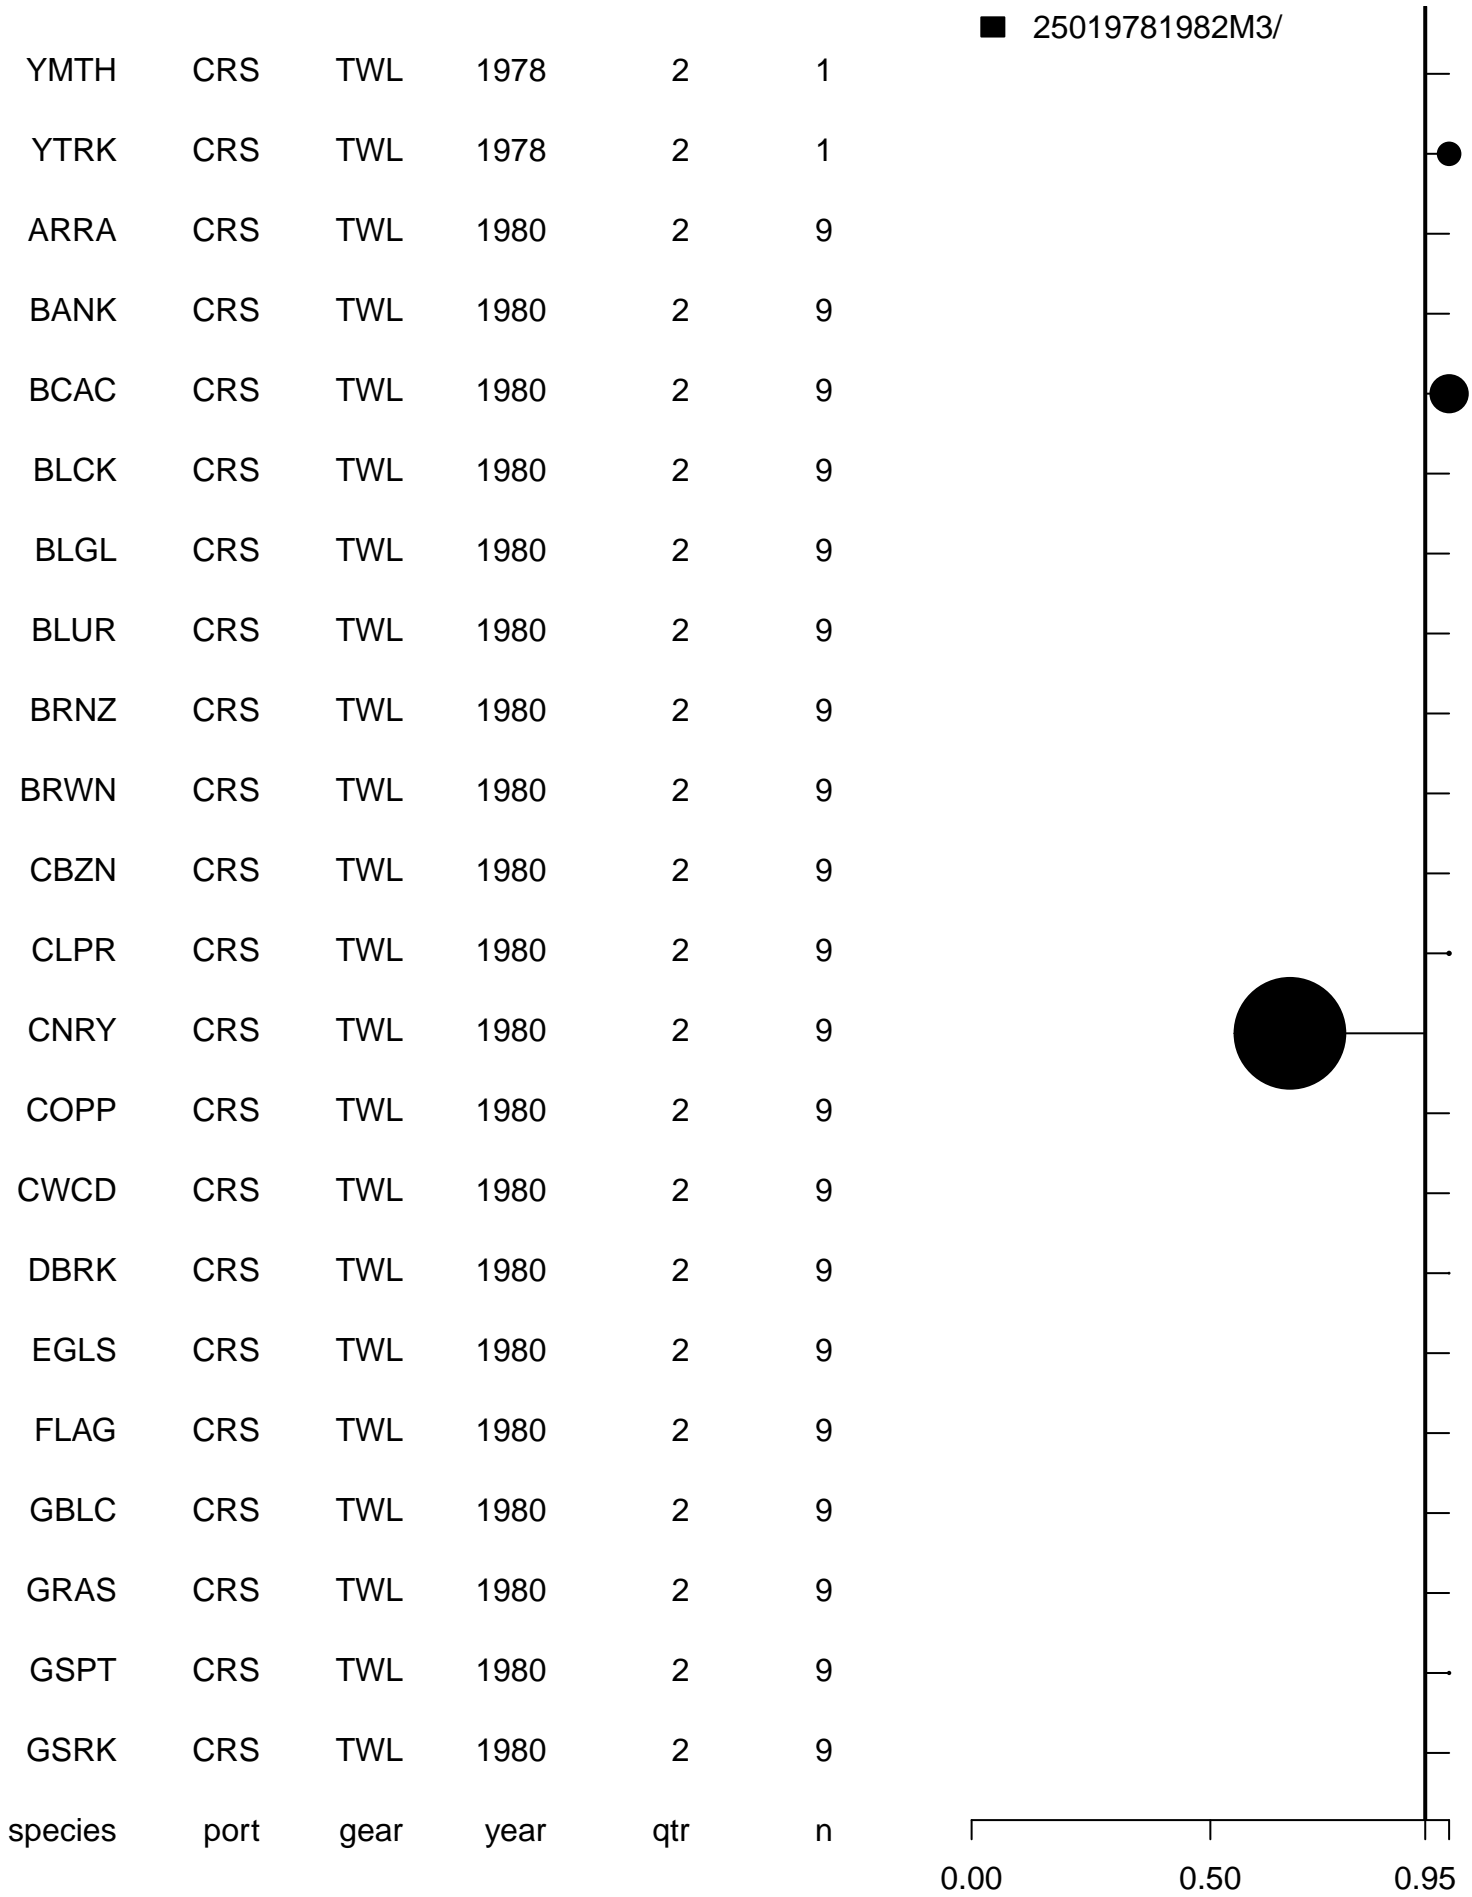 25019781982M3/
YMTH CRS TWL 1978 2 1
YTRK CRS TWL 1978 2 1
ARRA CRS TWL 1980 2 9
BANK CRS TWL 1980 2 9
BCAC CRS TWL 1980 2 9
BLCK CRS TWL 1980 2 9
BLGL CRS TWL 1980 2 9
BLUR CRS TWL 1980 2 9
BRNZ CRS TWL 1980 2 9
BRWN CRS TWL 1980 2 9
CBZN CRS TWL 1980 2 9
CLPR CRS TWL 1980 2 9
CNRY CRS TWL 1980 2 9
COPP CRS TWL 1980 2 9
CWCD CRS TWL 1980 2 9
DBRK CRS TWL 1980 2 9
EGLS CRS TWL 1980 2 9
FLAG CRS TWL 1980 2 9
GBLC CRS TWL 1980 2 9
GRAS CRS TWL 1980 2 9
GSPT CRS TWL 1980 2 9
GSRK CRS TWL 1980 2 9
species port gear year qtr n
0.00 0.50 0.95